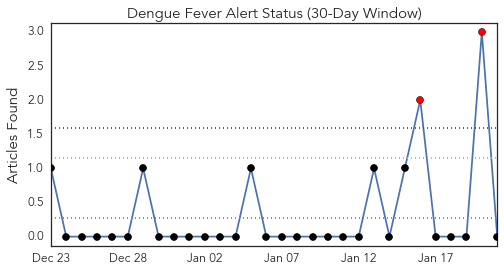 Dengue Fever Alert Status (30-Day Window)
Articles Found
3.0
2.5
2.0
1.5
1.0
0.5
0.0
Dec 23 Dec 28 Jan 02 Jan 07 Jan 12 Jan 17